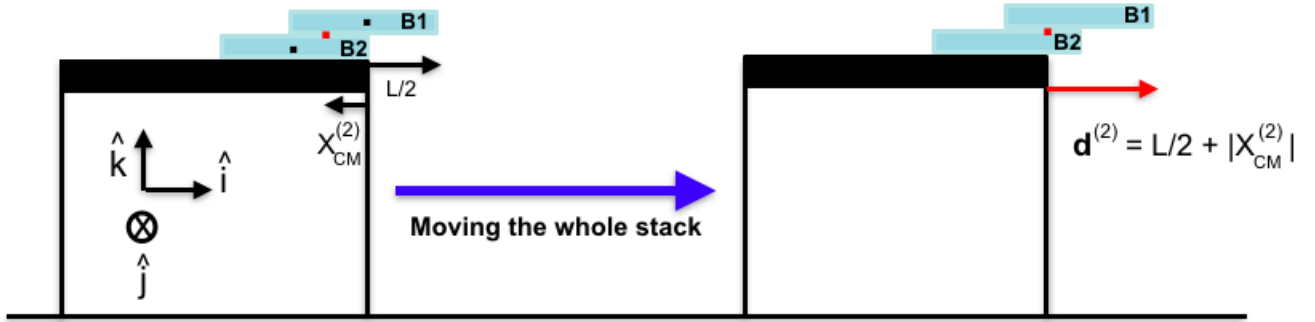 B1
B2
L/2
X_CM^(2)
k̂
î
ĵ
Moving the whole stack
B1
B2
d^(2) = L/2 + |X_CM^(2)|